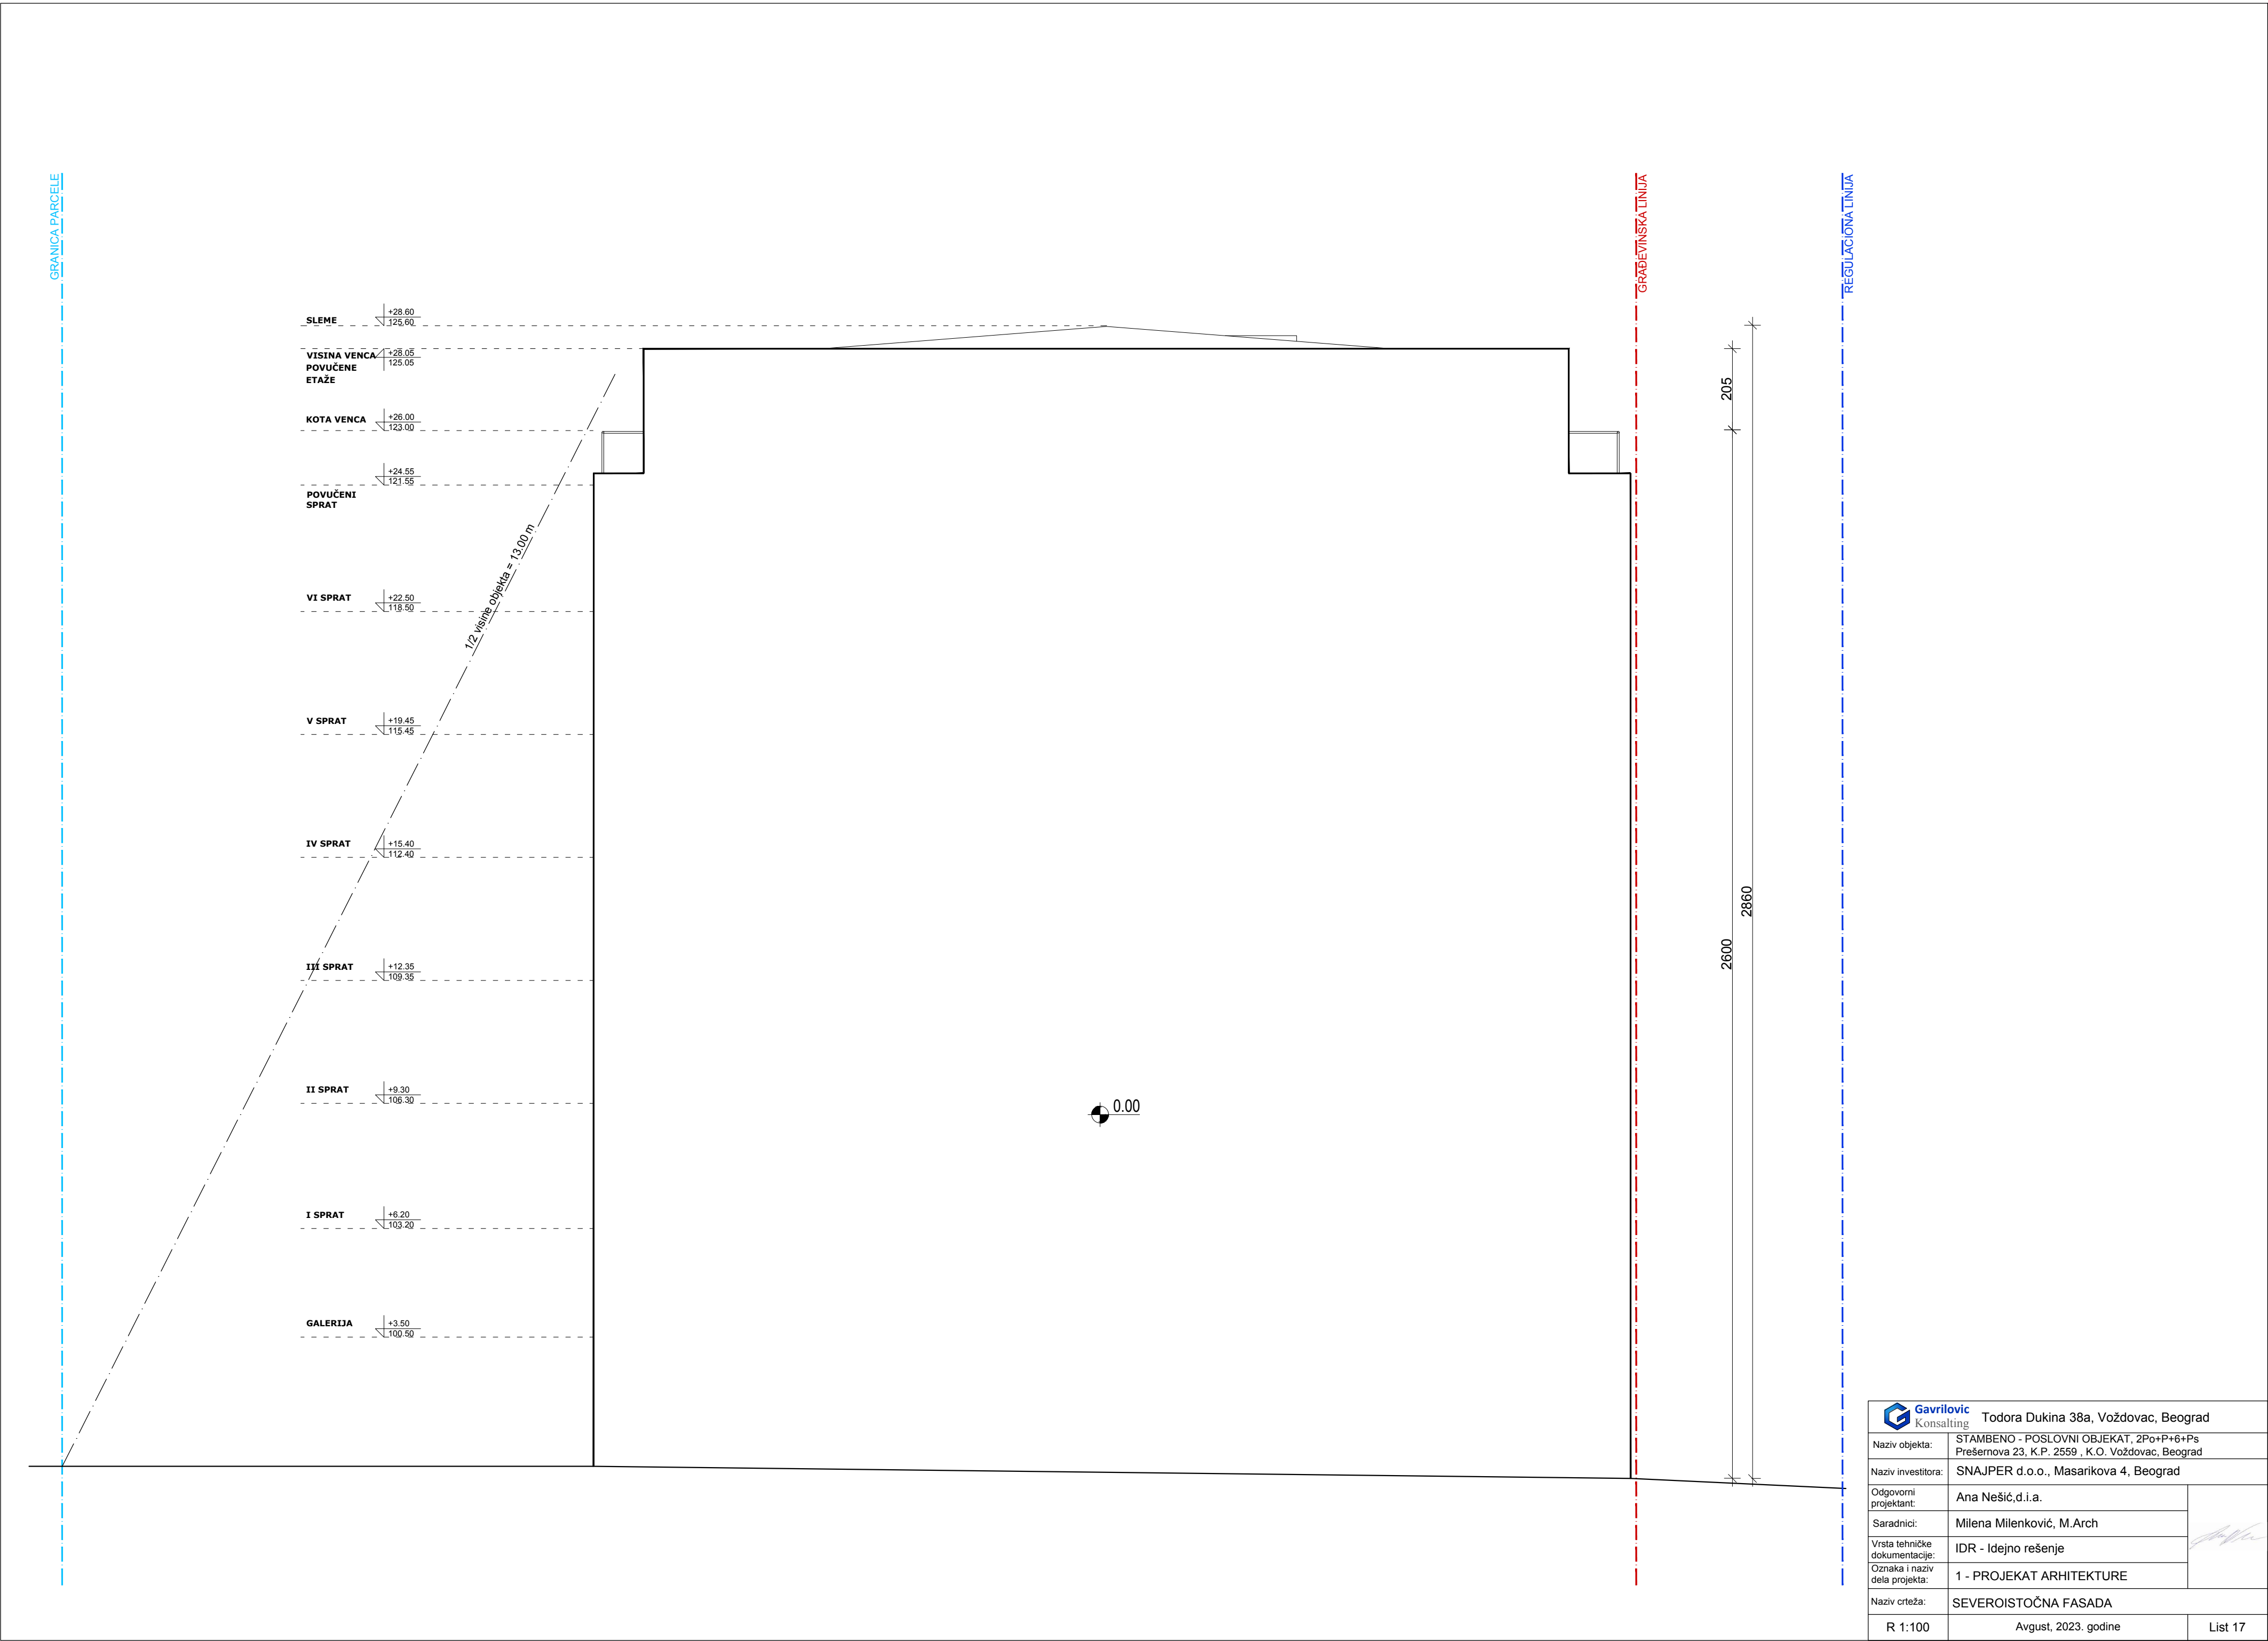 GRANICA PARCELE
GRAĐEVINSKA LINIJA
REGULACIONA LINIJA
SLEME
+28.60
125.60
VISINA VENCA
POVUČENE
ETAŽE
+28.05
125.05
KOTA VENCA
+26.00
123.00
+24.55
121.55
POVUČENI
SPRAT
1/2 visine objekta = 13.00 m
VI SPRAT
+22.50
118.50
V SPRAT
+19.45
115.45
IV SPRAT
+15.40
112.40
III SPRAT
+12.35
109.35
II SPRAT
+9.30
106.30
I SPRAT
+6.20
103.20
GALERIJA
+3.50
100.50
0.00
205
2860
2600
Gavrilovic
Konsalting
Todora Dukina 38a, Voždovac, Beograd
Naziv objekta:
STAMBENO - POSLOVNI OBJEKAT, 2Po+P+6+Ps
Prešernova 23, K.P. 2559 , K.O. Voždovac, Beograd
Naziv investitora:
SNAJPER d.o.o., Masarikova 4, Beograd
Odgovorni
projektant:
Ana Nešić,d.i.a.
Saradnici:
Milena Milenković, M.Arch
Vrsta tehničke
dokumentacije:
IDR - Idejno rešenje
Oznaka i naziv
dela projekta:
1 - PROJEKAT ARHITEKTURE
Naziv crteža:
SEVEROISTOČNA FASADA
R 1:100
Avgust, 2023. godine
List 17